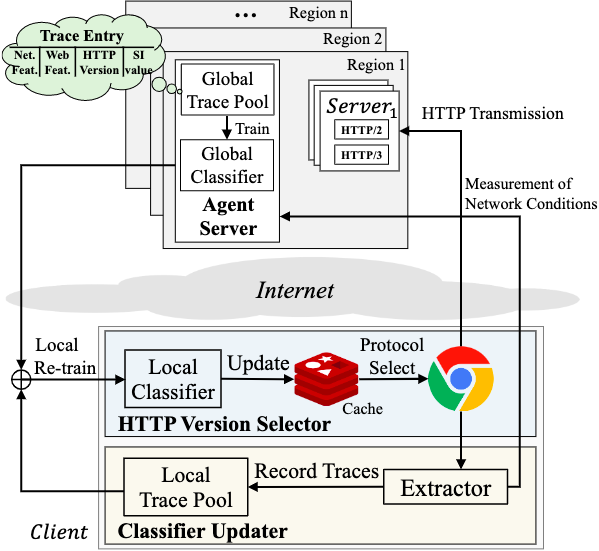 Region n
Region 2
Region 1
Trace Entry
Net. Feat.
Web Feat.
HTTP Version
SI value
Global
Trace Pool
Train
Global
Classifier
Agent
Server
Server1
HTTP/2
HTTP/3
HTTP Transmission
Measurement of
Network Conditions
Internet
Local
Re-train
Local
Classifier
Update
Cache
Protocol
Select
HTTP Version Selector
Local
Trace Pool
Record Traces
Extractor
Client
Classifier Updater